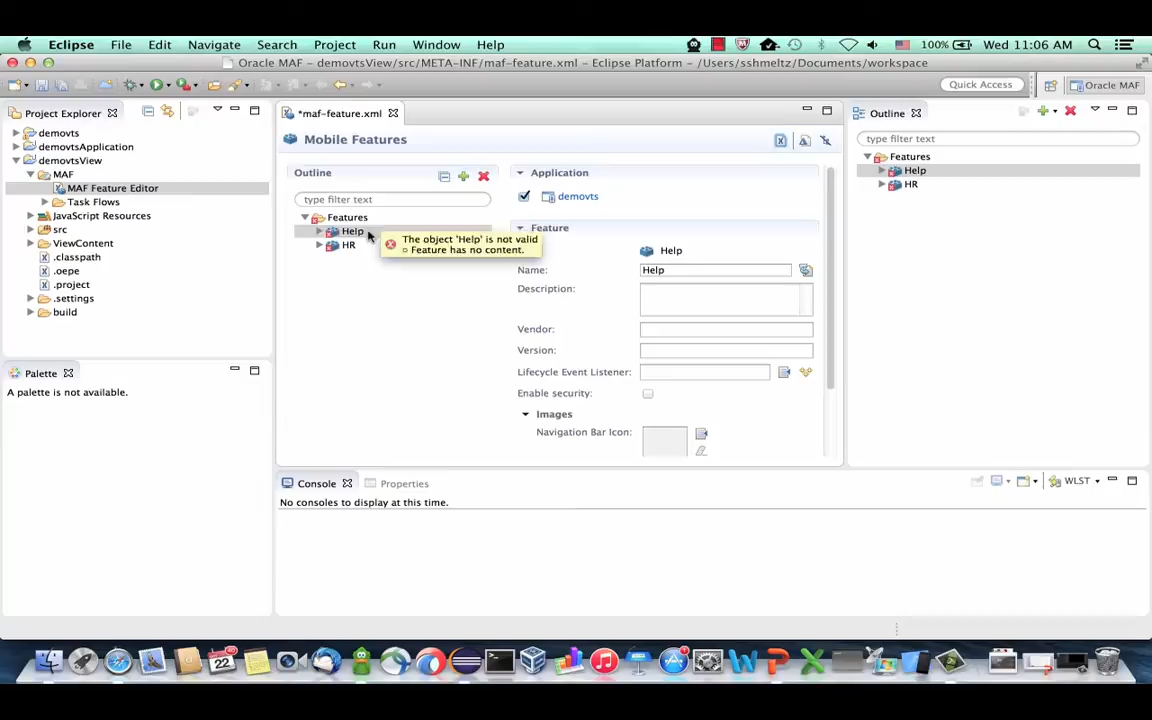 Eclipse File Edit Navigate Search Project Run Window Help 100% Wed 11:06 AM
Oracle MAF - demovtsView/src/META-INF/maf-feature.xml - Eclipse Platform - /Users/sshmeltz/Documents/workspace
Quick Access Oracle MAF
Project Explorer
demovts
demovtsApplication
demovtsView
MAF
MAF Feature Editor
Task Flows
JavaScript Resources
src
ViewContent
.classpath
.oepe
.project
.settings
build
Palette
A palette is not available.
*maf-feature.xml
Mobile Features
Outline
type filter text
Features
Help
HR
The object 'Help' is not valid
Feature has no content.
Application
demovts
Feature
Help
Name: Help
Description:
Vendor:
Version:
Lifecycle Event Listener:
Enable security:
Images
Navigation Bar Icon:
Outline
type filter text
Features
Help
HR
Console Properties WLST
No consoles to display at this time.